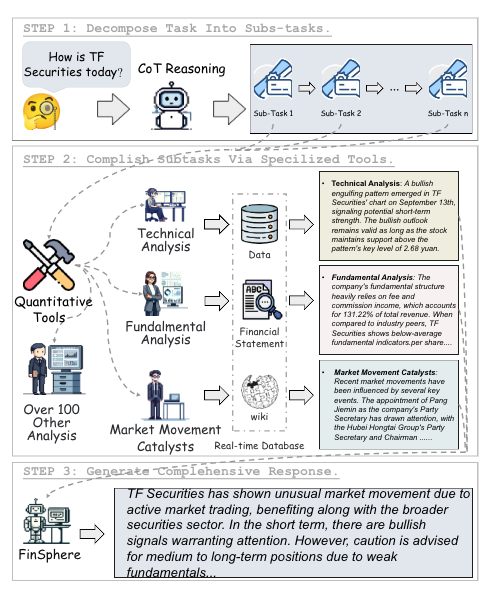 STEP 1: Decompose Task Into Subs-tasks.
How is TF
Securities today?
CoT Reasoning
Sub-Task 1
Sub-Task 2
...
Sub-Task n
STEP 2: Complish Subtasks Via Specilized Tools.
Quantitative
Tools
Over 100
Other
Analysis
Technical
Analysis
Data
• Technical Analysis: A bullish
engulfing pattern emerged in TF
Securities' chart on September 13th,
signaling potential short-term
strength. The bullish outlook
remains valid as long as the stock
maintains support above the
pattern's key level of 2.68 yuan.
Fundalmental
Analysis
ABC
Financial
Statement
• Fundamental Analysis: The
company's fundamental structure
heavily relies on fee and
commission income, which accounts
for 131.22% of total revenue. When
compared to industry peers, TF
Securities shows below-average
fundamental indicators.per share....
Market Movement
Catalysts
wiki
Real-time Database
• Market Movement Catalysts:
Recent market movements have
been influenced by several key
events. The appointment of Pang
Jiemin as the company's Party
Secretary has drawn attention, with
the Hubei Hongtai Group's Party
Secretary and Chairman ......
STEP 3: Generate Complehensive Response.
FinSphere
TF Securities has shown unusual market movement due to
active market trading, benefiting along with the broader
securities sector. In the short term, there are bullish
signals warranting attention. However, caution is advised
for medium to long-term positions due to weak
fundamentals...